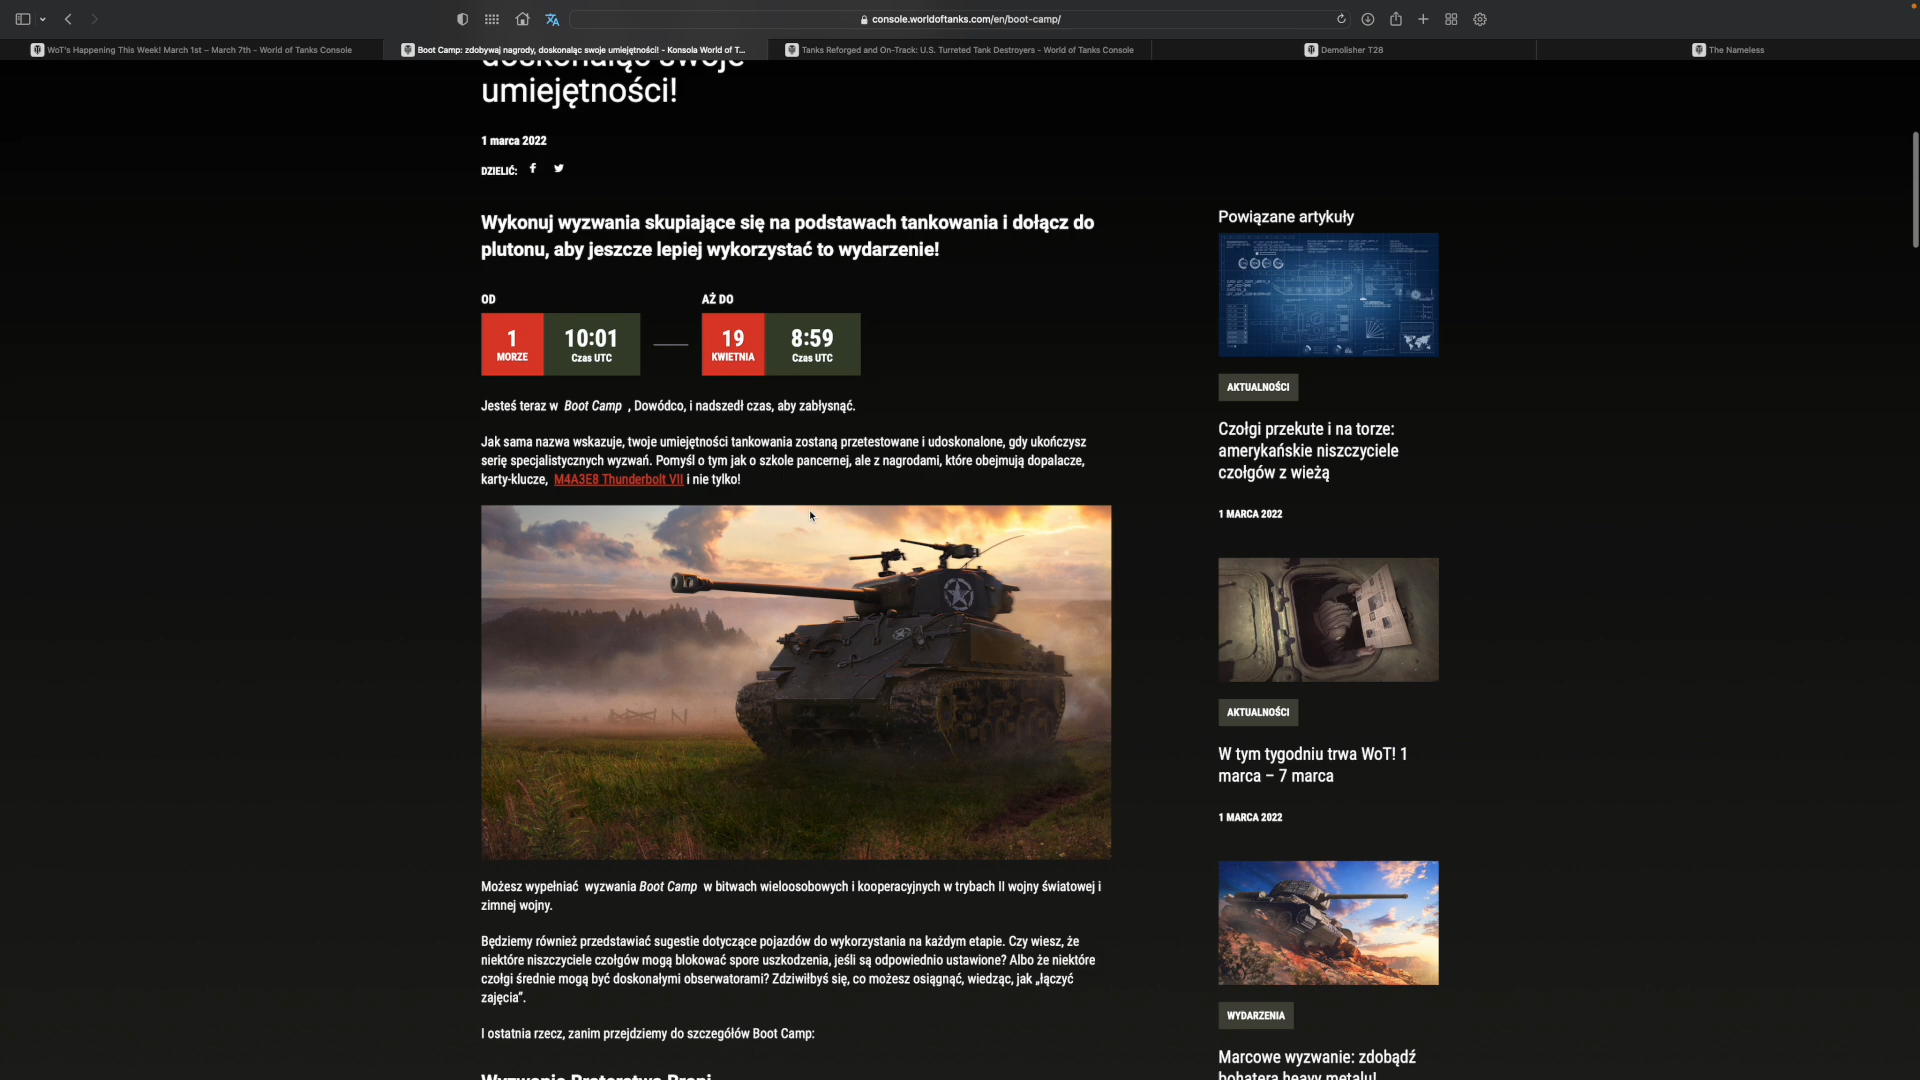 console.worldoftanks.com/en/boot-camp/
WoT's Happening This Week! March 1st – March 7th - World of Tanks Console
Boot Camp: zdobywaj nagrody, doskonaląc swoje umiejętności! - Konsola World of T...
Tanks Reforged and On-Track: U.S. Turreted Tank Destroyers - World of Tanks Console
Demolisher T28
The Nameless
doskonaląc swoje
umiejętności!
1 marca 2022
DZIELIĆ:
Wykonuj wyzwania skupiające się na podstawach tankowania i dołącz do
plutonu, aby jeszcze lepiej wykorzystać to wydarzenie!
OD
1
MORZE
10:01
Czas UTC
AŻ DO
19
KWIETNIA
8:59
Czas UTC
Jesteś teraz w Boot Camp , Dowódco, i nadszedł czas, aby zabłysnąć.
Jak sama nazwa wskazuje, twoje umiejętności tankowania zostaną przetestowane i udoskonalone, gdy ukończysz
serię specjalistycznych wyzwań. Pomyśl o tym jak o szkole pancernej, ale z nagrodami, które obejmują dopalacze,
karty-klucze, M4A3E8 Thunderbolt VII i nie tylko!
Możesz wypełniać wyzwania Boot Camp w bitwach wieloosobowych i kooperacyjnych w trybach II wojny światowej i
zimnej wojny.
Będziemy również przedstawiać sugestie dotyczące pojazdów do wykorzystania na każdym etapie. Czy wiesz, że
niektóre niszczyciele czołgów mogą blokować spore uszkodzenia, jeśli są odpowiednio ustawione? Albo że niektóre
czołgi średnie mogą być doskonałymi obserwatorami? Zdziwiłbyś się, co możesz osiągnąć, wiedząc, jak „łączyć
zajęcia”.
I ostatnia rzecz, zanim przejdziemy do szczegółów Boot Camp:
Wyzwanie Braterstwo Broni
Powiązane artykuły
AKTUALNOŚCI
Czołgi przekute i na torze:
amerykańskie niszczyciele
czołgów z wieżą
1 MARCA 2022
AKTUALNOŚCI
W tym tygodniu trwa WoT! 1
marca – 7 marca
1 MARCA 2022
WYDARZENIA
Marcowe wyzwanie: zdobądź
bohatera heavy metalu!